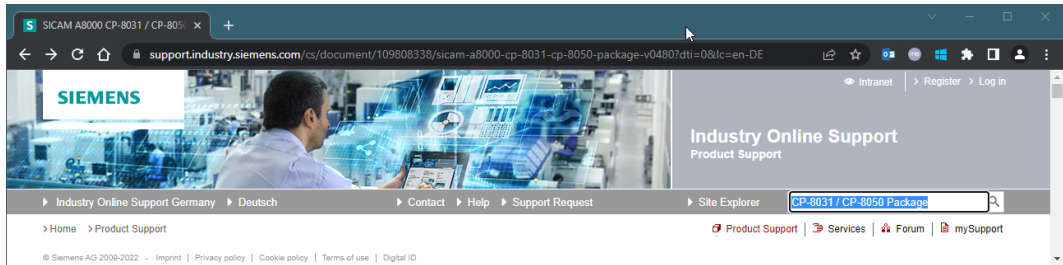 SICAM A8000 CP-8031 / CP-805
support.industry.siemens.com/cs/document/109808338/sicam-a8000-cp-8031-cp-8050-package-v0480?dti=0&lc=en-DE
SIEMENS
Intranet > Register > Log in
Industry Online Support
Product Support
Industry Online Support Germany Deutsch Contact Help Support Request Site Explorer CP-8031 / CP-8050 Package
> Home > Product Support Product Support | Services | Forum | mySupport
© Siemens AG 2009-2022 - Imprint | Privacy policy | Cookie policy | Terms of use | Digital ID